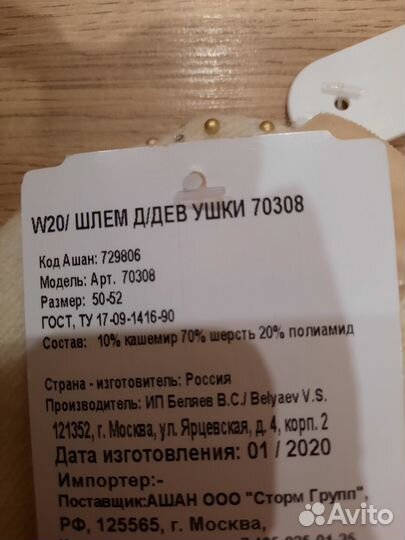 W20/ ШЛЕМ Д/ДЕВ УШКИ 70308
Код Ашан: 729806
Модель: Арт. 70308
Размер: 50-52
ГОСТ, ТУ 17-09-1416-90
Состав: 10% кашемир 70% шерсть 20% полиамид
Страна - изготовитель: Россия
Производитель: ИП Беляев В.С./ Belyaev V.S.
121352, г. Москва, ул. Ярцевская, д. 4, корп. 2
Дата изготовления: 01 / 2020
Импортер:-
Поставщик:АШАН ООО "Сторм Групп",
РФ, 125565, г. Москва,
Avito